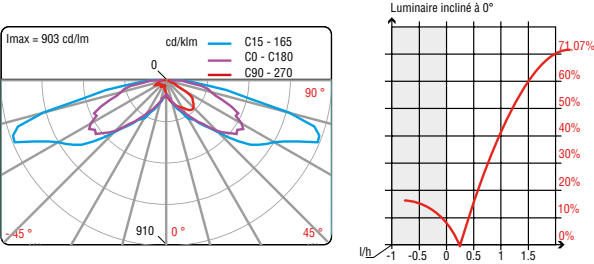 Imax = 903 cd/lm
cd/klm
C15 - 165
C0 - C180
C90 - 270
0
90 °
- 45 °
910
0 °
45 °
Luminaire incliné à 0°
71,07%
60%
50%
40%
30%
20%
10%
0%
l/h
-1 -0.5 0 0.5 1 1.5